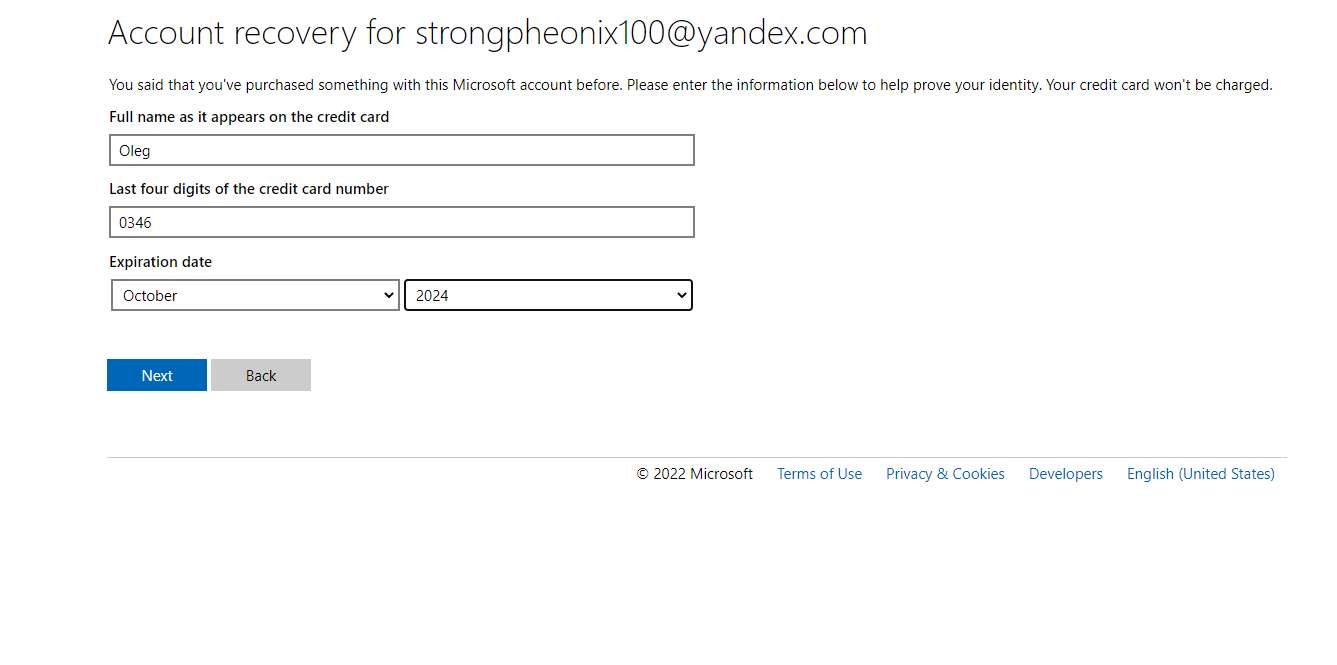 Account recovery for strongpheonix100@yandex.com
You said that you've purchased something with this Microsoft account before. Please enter the information below to help prove your identity. Your credit card won't be charged.
Full name as it appears on the credit card
Oleg
Last four digits of the credit card number
0346
Expiration date
October 2024
Next Back
© 2022 Microsoft Terms of Use Privacy & Cookies Developers English (United States)